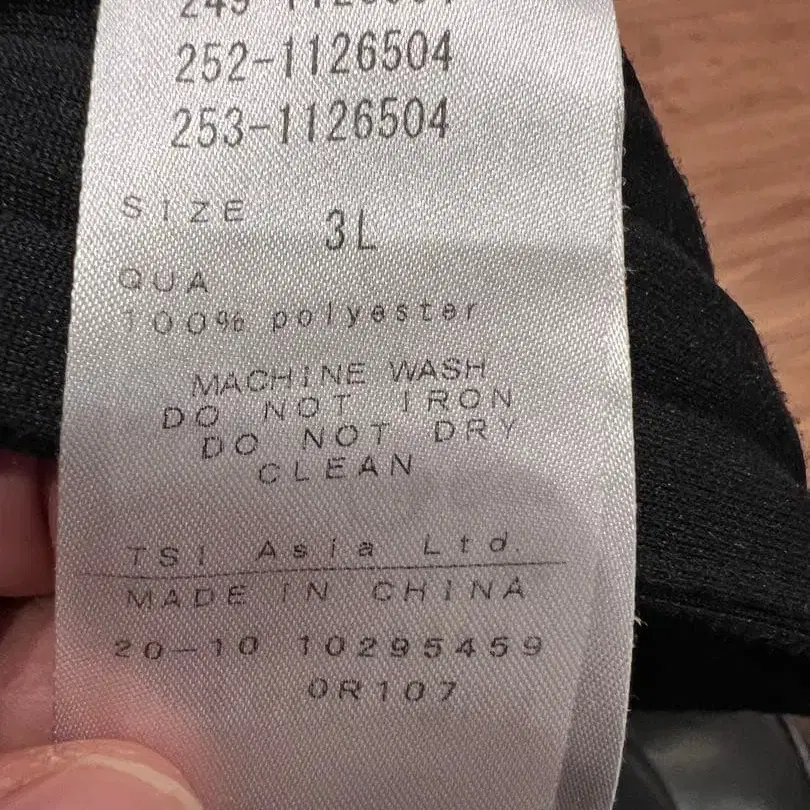 252-1126504
253-1126504
SIZE 3L
QUA
100% polyester
MACHINE WASH
DO NOT IRON
DO NOT DRY
CLEAN
TSI Asia Ltd.
MADE IN CHINA
20-10 10295459
0R107